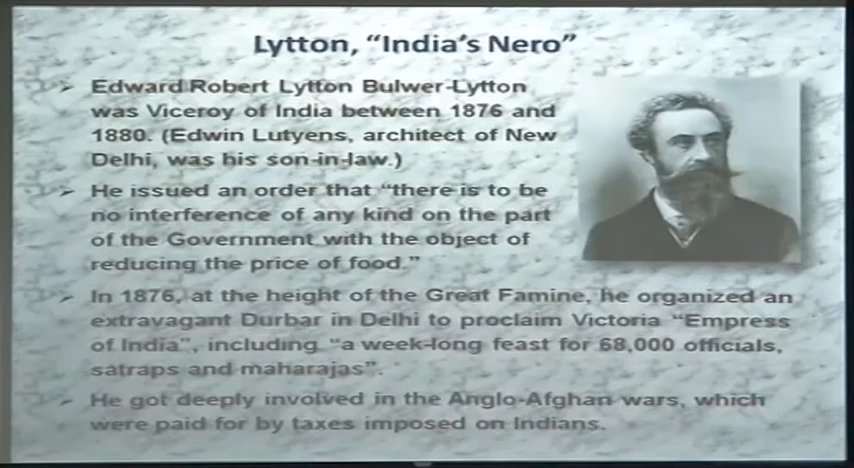 Lytton, “India’s Nero”
Edward Robert Lytton Bulwer-Lytton
was Viceroy of India between 1876 and
1880. (Edwin Lutyens, architect of New
Delhi, was his son-in-law.)
He issued an order that “there is to be
no interference of any kind on the part
of the Government with the object of
reducing the price of food.”
In 1876, at the height of the Great Famine, he organized an
extravagant Durbar in Delhi to proclaim Victoria “Empress
of India”, including “a week-long feast for 68,000 officials,
satraps and maharajas”.
He got deeply involved in the Anglo-Afghan wars, which
were paid for by taxes imposed on Indians.